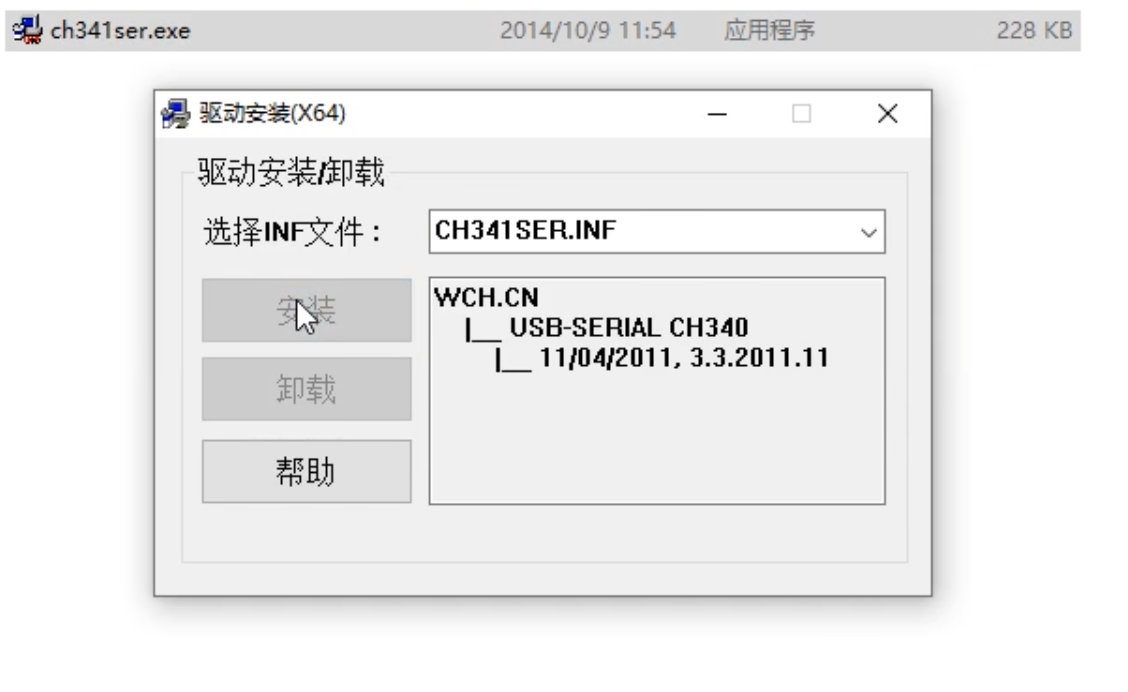 ch341ser.exe 2014/10/9 11:54 应用程序 228 KB
驱动安装(X64)
驱动安装/卸载
选择INF文件： CH341SER.INF
安装
WCH.CN
|__ USB-SERIAL CH340
|__ 11/04/2011, 3.3.2011.11
卸载
帮助